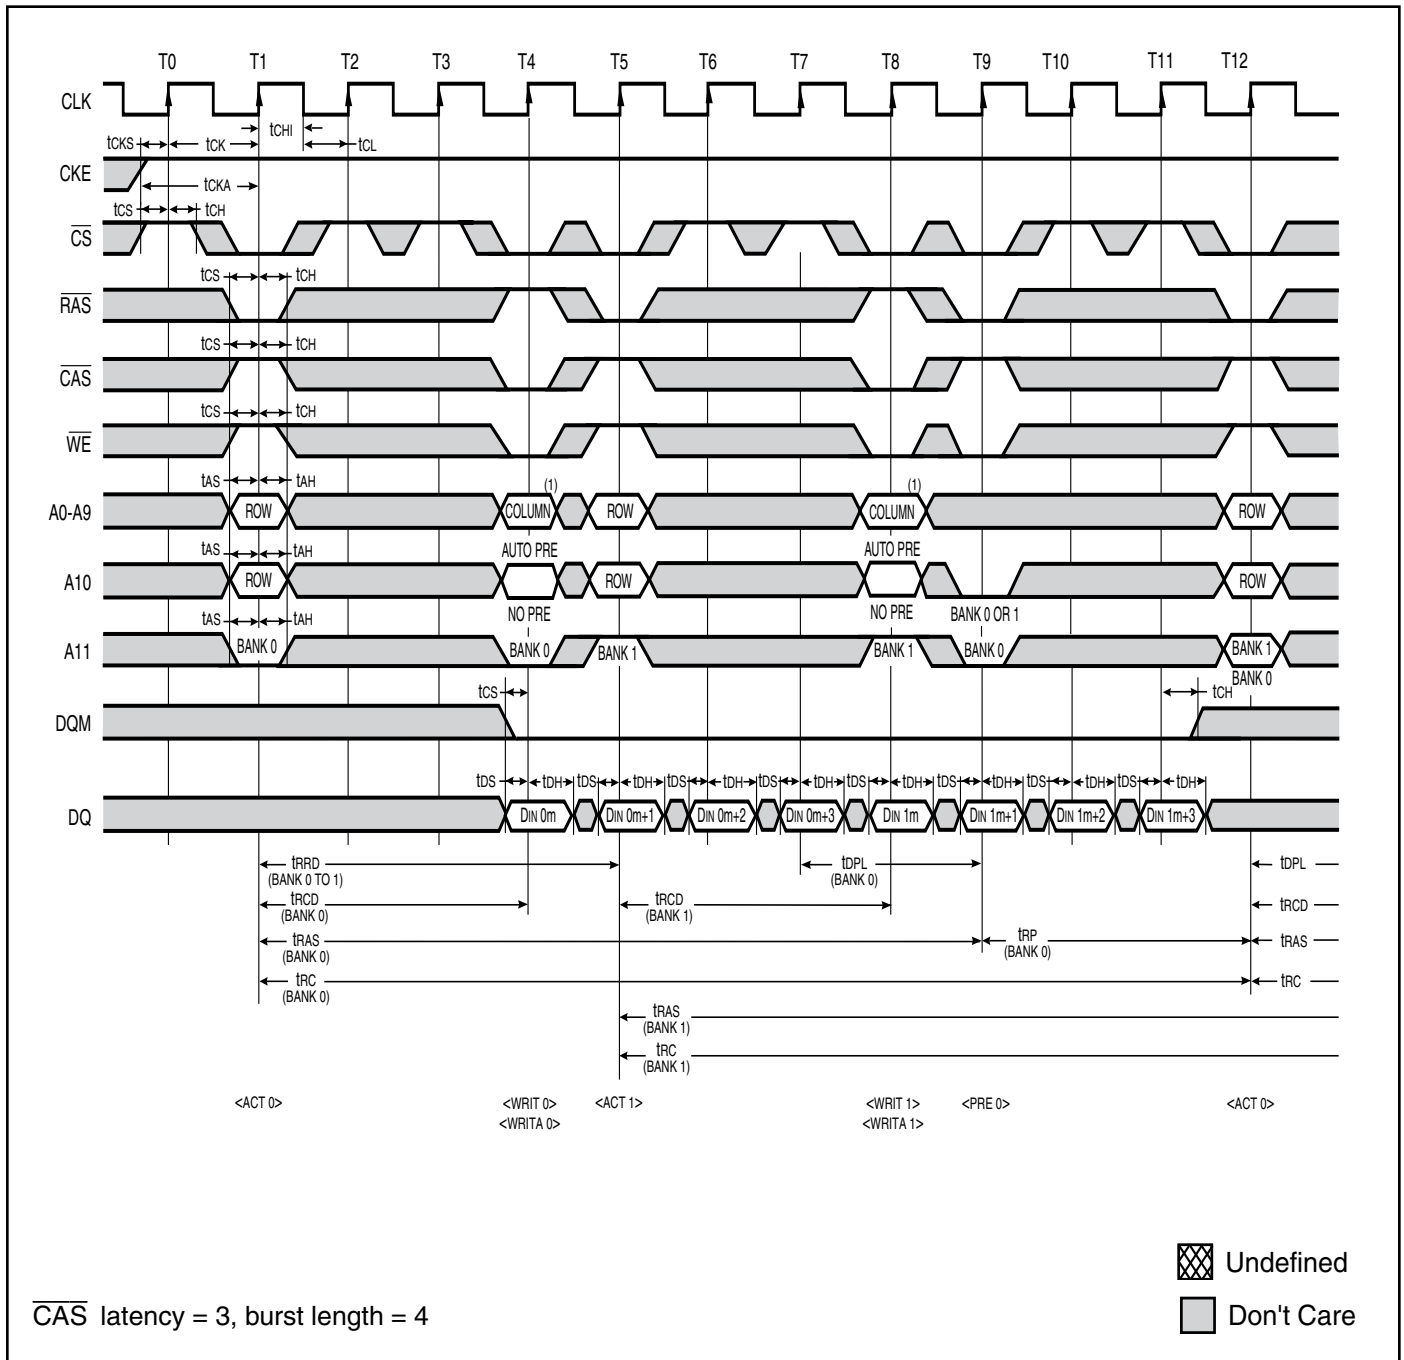 T0 T1 T2 T3 T4 T5 T6 T7 T8 T9 T10 T11 T12
CLK
tCHI
tCKS tCK tCL
CKE
tCKA
tCS tCH
CS
tCS tCH
RAS
tCS tCH
CAS
tCS tCH
WE
tAS tAH (1) (1)
A0-A9 ROW COLUMN ROW COLUMN ROW
tAS tAH AUTO PRE AUTO PRE
A10 ROW ROW ROW
NO PRE NO PRE BANK 0 OR 1
tAS tAH
A11 BANK 0 BANK 0 BANK 1 BANK 1 BANK 0 BANK 1
BANK 0
tCS tCH
DQM
tDS tDH tDS tDH tDS tDH tDS tDH tDS tDH tDS tDH tDS tDH tDS tDH
DQ DIN 0m DIN 0m+1 DIN 0m+2 DIN 0m+3 DIN 1m DIN 1m+1 DIN 1m+2 DIN 1m+3
tRRD tDPL tDPL
(BANK 0 TO 1) (BANK 0)
tRCD tRCD tRCD
(BANK 0) (BANK 1)
tRAS tRP tRAS
(BANK 0) (BANK 0)
tRC tRC
(BANK 0)
tRAS
(BANK 1)
tRC
(BANK 1)
<ACT 0> <WRIT 0> <ACT 1> <WRIT 1> <PRE 0> <ACT 0>
<WRITA 0> <WRITA 1>
Undefined
CAS latency = 3, burst length = 4
Don't Care